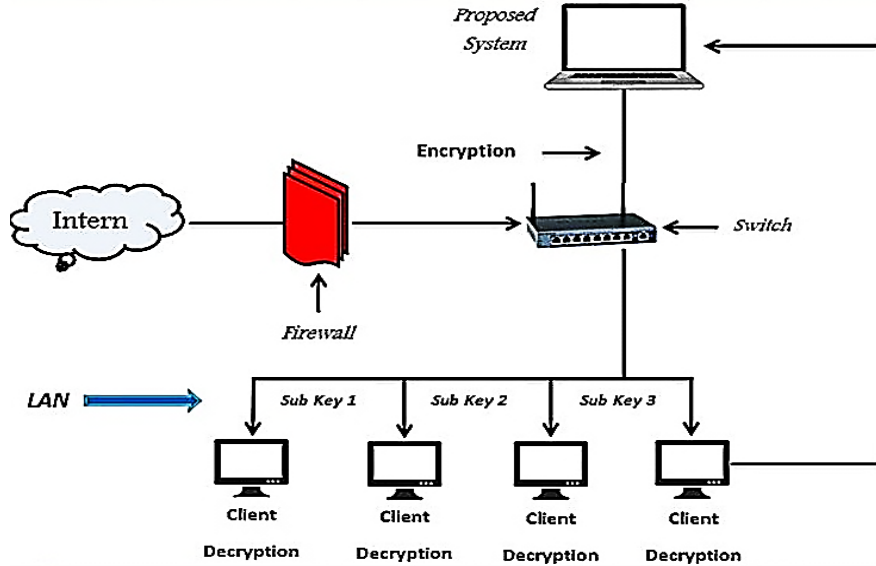 Proposed
System
Encryption
Intern
Switch
Firewall
LAN
Sub Key 1
Sub Key 2
Sub Key 3
Client
Client
Client
Client
Decryption
Decryption
Decryption
Decryption